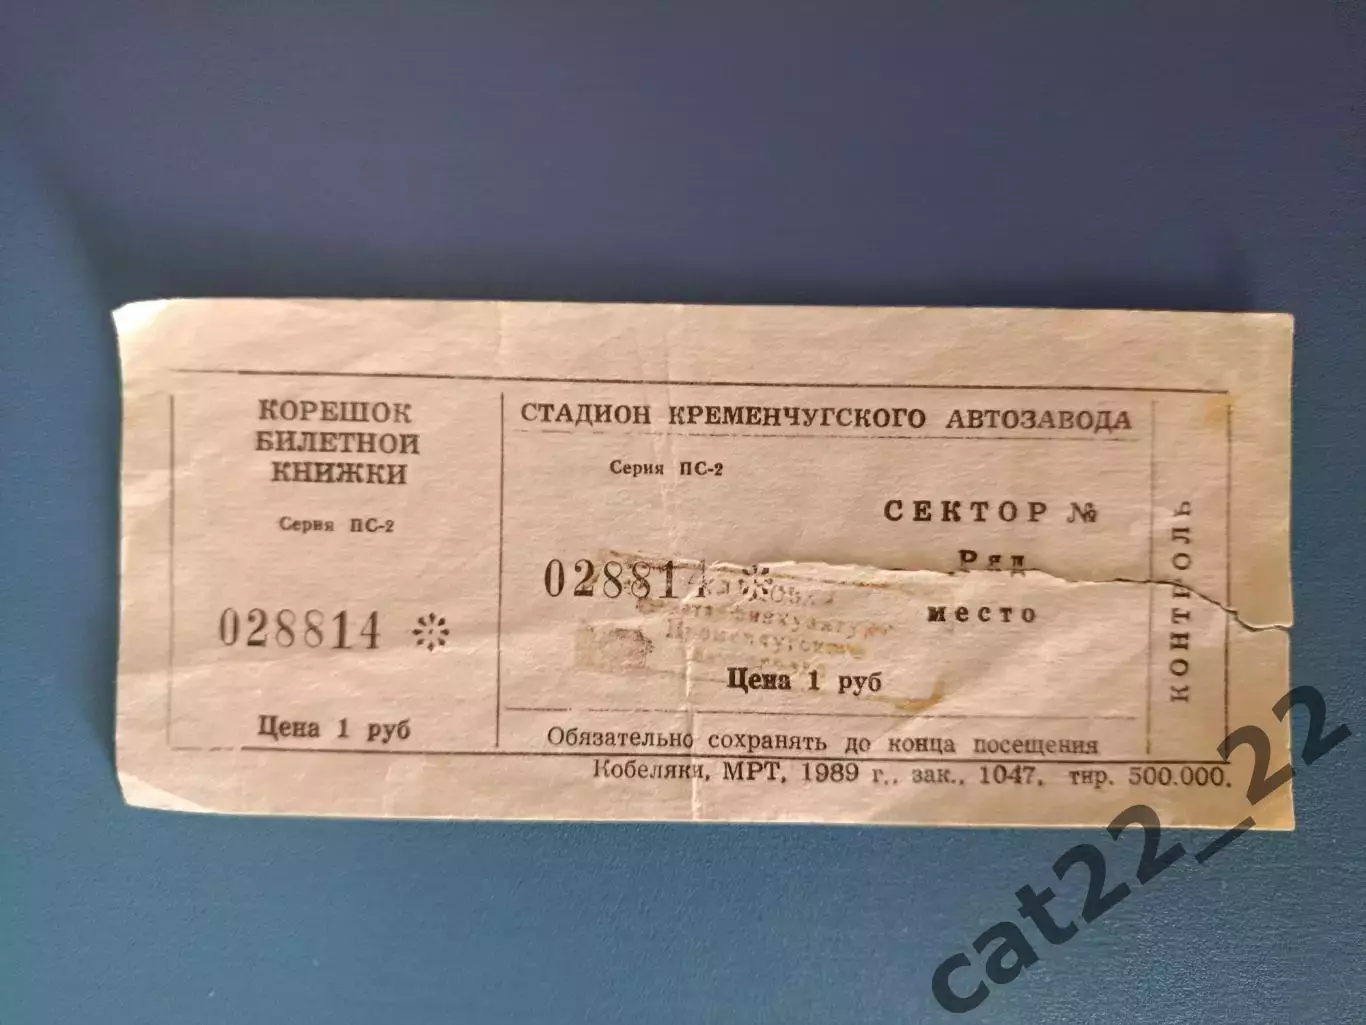 КОРЕШОК
БИЛЕТНОЙ
КНИЖКИ
Серия ПС-2
028814
Цена 1 руб
СТАДИОН КРЕМЕНЧУГСКОГО АВТОЗАВОДА
Серия ПС-2
СЕКТОР №
Ряд
028814
место
Цена 1 руб
Обязательно сохранять до конца посещения
КОНТРОЛЬ
Кобеляки, МРТ, 1989 г., зак., 1047, тир. 500.000.
cat22_22